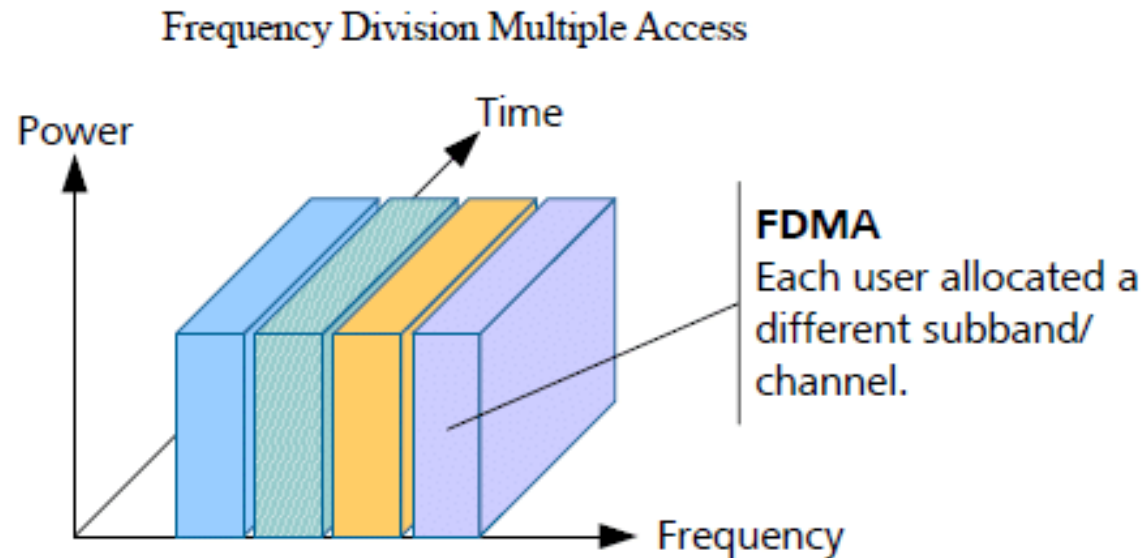 Frequency Division Multiple Access
Power
Time
FDMA
Each user allocated a
different subband/
channel.
Frequency